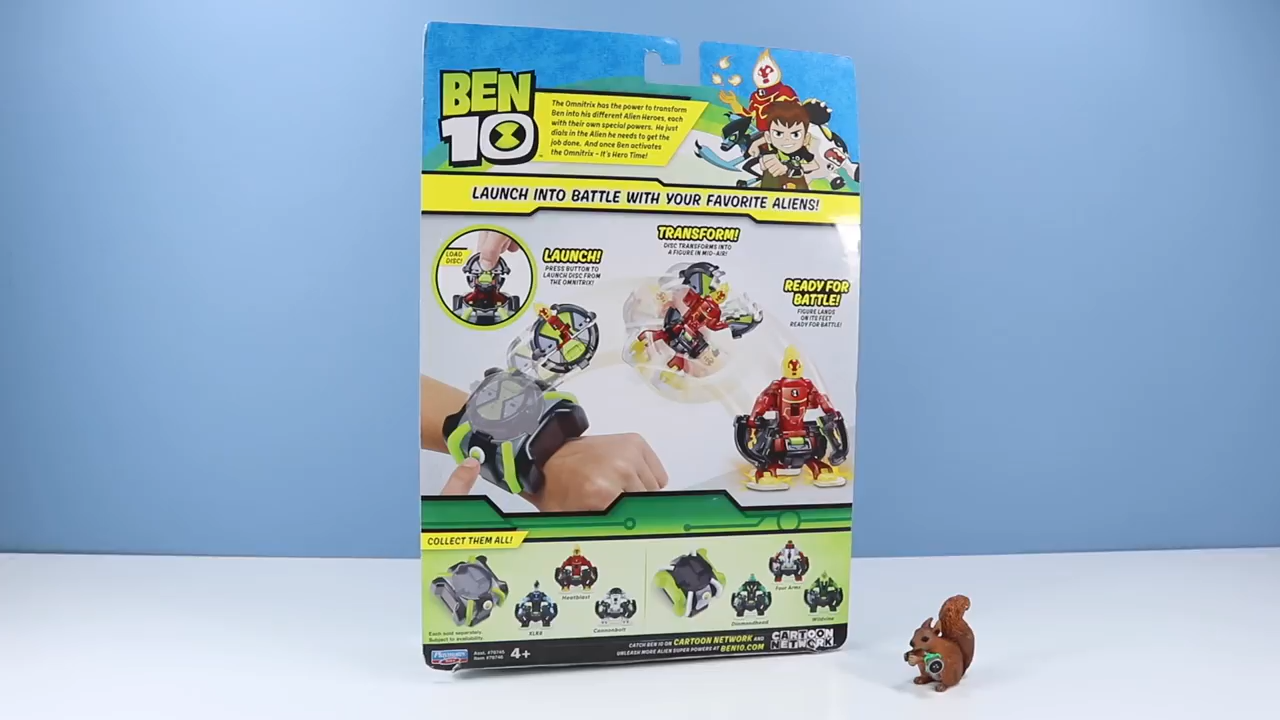 BEN
10
The Omnitrix has the power to transform
Ben into his different Alien Heroes, each
with their own special powers. He just
dials in the Alien he needs to get the
job done. And once Ben activates
the Omnitrix - It's Hero Time!
LAUNCH INTO BATTLE WITH YOUR FAVORITE ALIENS!
LOAD
DISC!
LAUNCH!
PRESS BUTTON TO
LAUNCH DISC FROM
THE OMNITRIX!
TRANSFORM!
DISC TRANSFORMS INTO
A FIGURE IN MID-AIR!
READY FOR
BATTLE!
FIGURE LANDS
ON ITS FEET
READY FOR BATTLE!
COLLECT THEM ALL!
XLR8
Heatblast
Cannonbolt
Diamondhead
Four Arms
Wildvine
Each sold separately.
Subject to availability.
Playmates
4+
CATCH BEN 10 ON CARTOON NETWORK AND
UNLEASH MORE ALIEN SUPER POWERS AT BEN10.COM
CARTOON
NETWORK